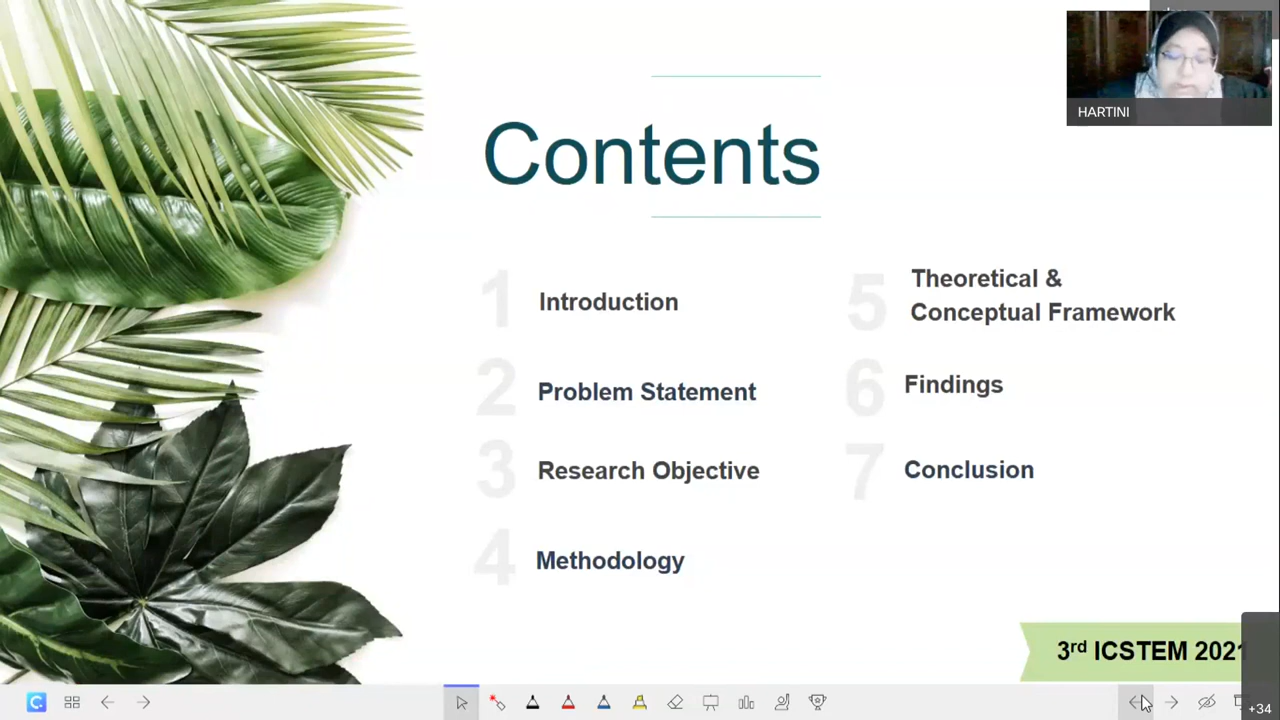 HARTINI
Contents
1 Introduction
2 Problem Statement
3 Research Objective
4 Methodology
5 Theoretical &
Conceptual Framework
6 Findings
7 Conclusion
3rd ICSTEM 2021
+34